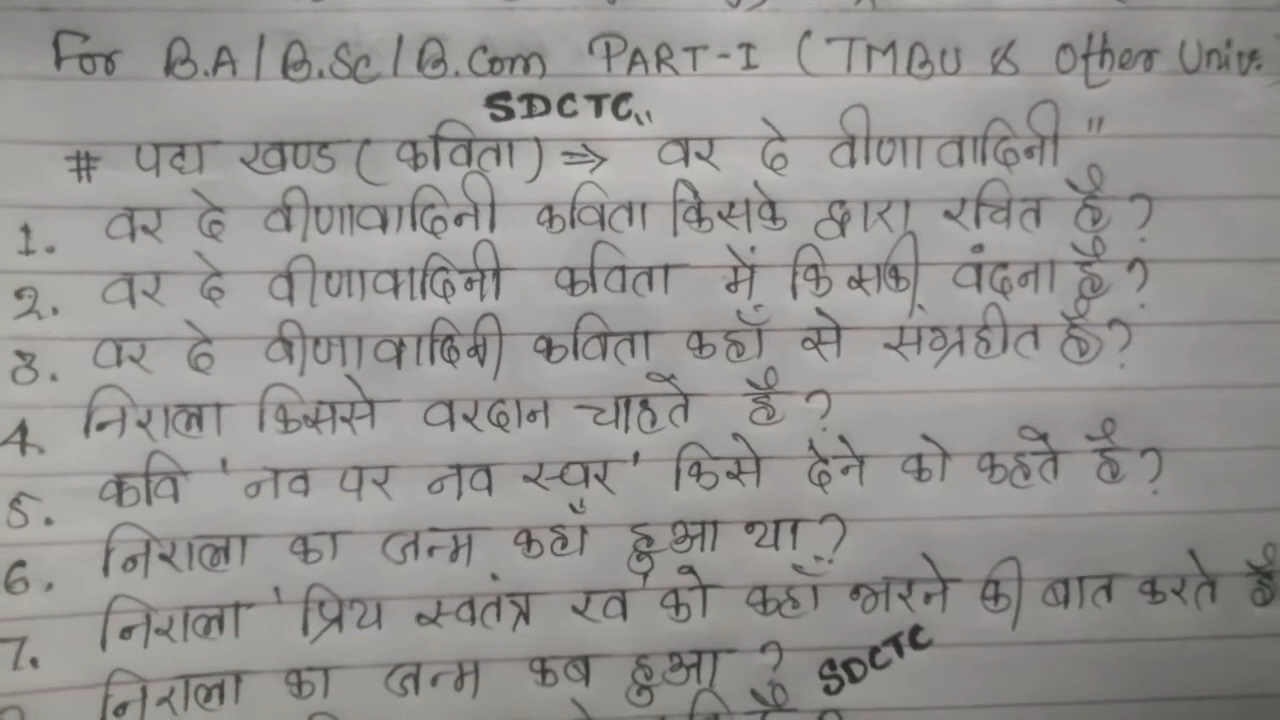 For B.A/B.Sc/B.Com PART-I (TMBU & Other Univ.
SDCTC,,
# पद्य खण्ड (कविता) ⇒ वर दे वीणावादिनी"
1. वर दे वीणावादिनी कविता किसके द्वारा रचित है?
2. वर दे वीणावादिनी कविता में किसकी वंदना है?
3. वर दे वीणावादिनी कविता कहाँ से संग्रहीत है?
4. निराला किससे वरदान चाहते है?
5. कवि 'नव पर नव स्वर' किसे देने को कहते है?
6. निराला का जन्म कहाँ हुआ था?
7. निराला 'प्रिय स्वतंत्र रव को कहाँ भरने की बात करते है
निराला का जन्म कब हुआ? SDCTC